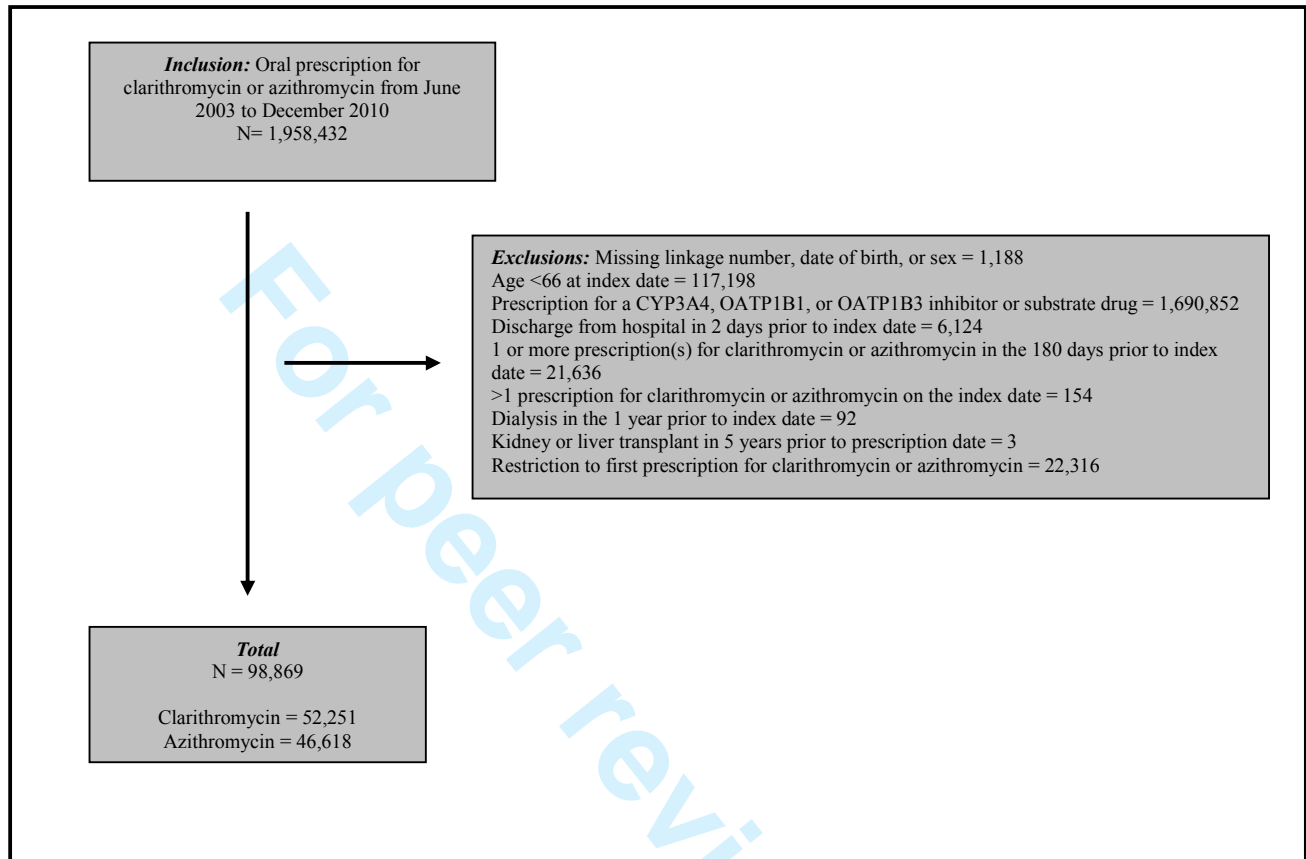 Inclusion: Oral prescription for
clarithromycin or azithromycin from June
2003 to December 2010
N= 1,958,432
Exclusions: Missing linkage number, date of birth, or sex = 1,188
Age <66 at index date = 117,198
Prescription for a CYP3A4, OATP1B1, or OATP1B3 inhibitor or substrate drug = 1,690,852
Discharge from hospital in 2 days prior to index date = 6,124
1 or more prescription(s) for clarithromycin or azithromycin in the 180 days prior to index
date = 21,636
>1 prescription for clarithromycin or azithromycin on the index date = 154
Dialysis in the 1 year prior to index date = 92
Kidney or liver transplant in 5 years prior to prescription date = 3
Restriction to first prescription for clarithromycin or azithromycin = 22,316
Total
N = 98,869
Clarithromycin = 52,251
Azithromycin = 46,618
For peer revi